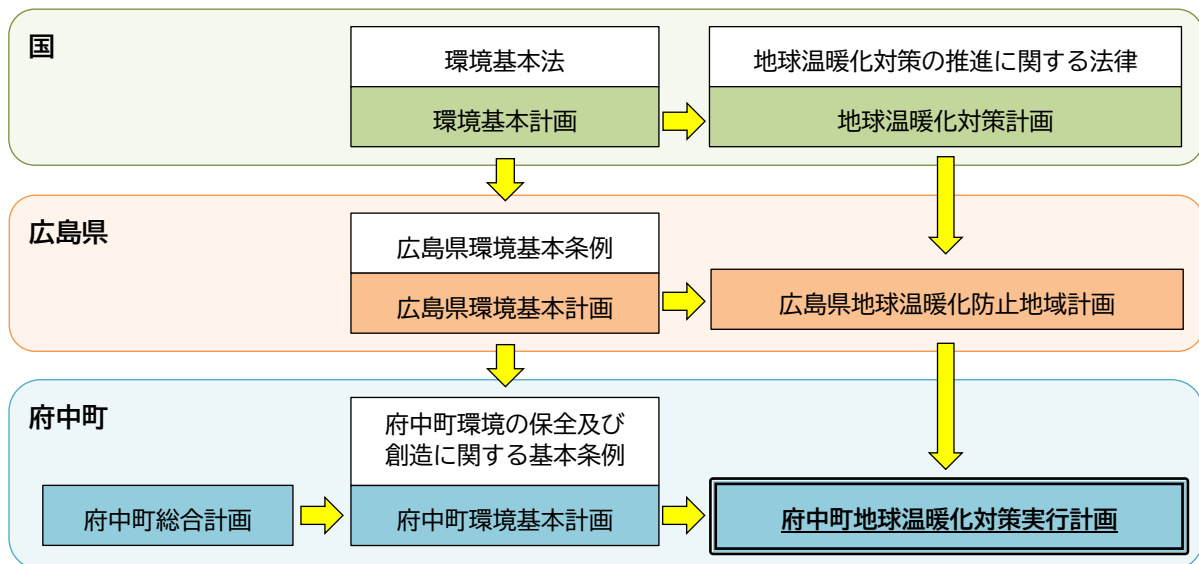 国
環境基本法
地球温暖化対策の推進に関する法律
環境基本計画
地球温暖化対策計画
広島県
広島県環境基本条例
広島県環境基本計画
広島県地球温暖化防止地域計画
府中町
府中町環境の保全及び
創造に関する基本条例
府中町総合計画
府中町環境基本計画
府中町地球温暖化対策実行計画